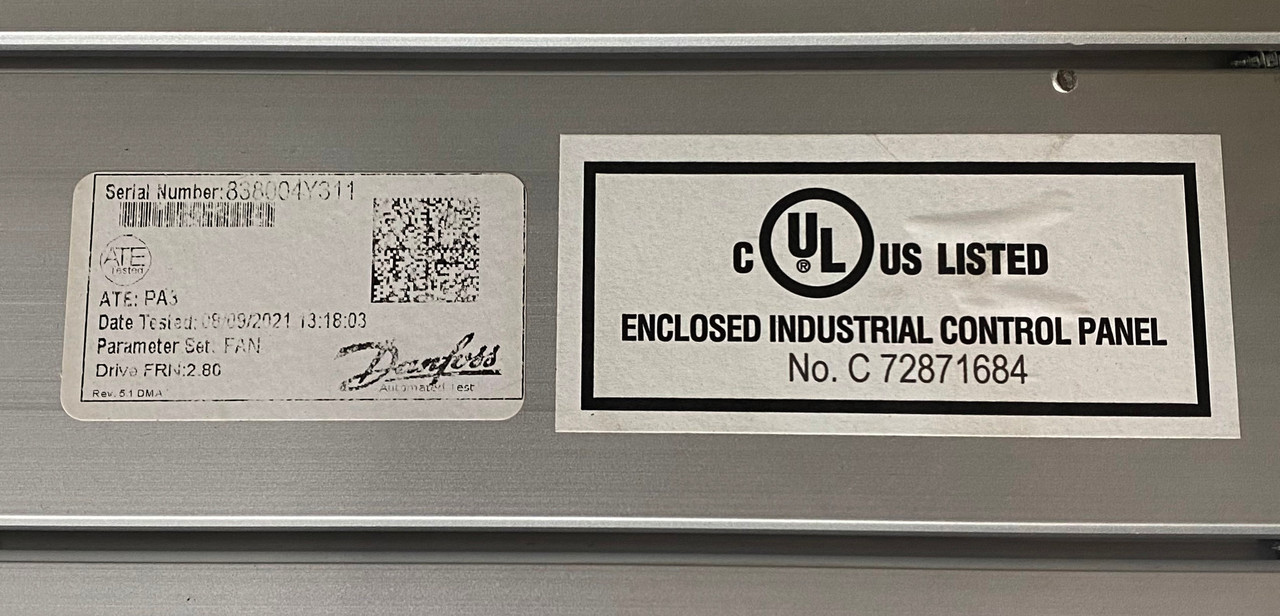 Serial Number:838004Y311
ATE
Tested
ATE: PA3
Date Tested: 09/09/2021 13:18:03
Parameter Set: FAN
Drive FRN:2.80
Rev. 5.1 DMA
Danfoss
Automated Test
C UL® US LISTED
ENCLOSED INDUSTRIAL CONTROL PANEL
No. C 72871684